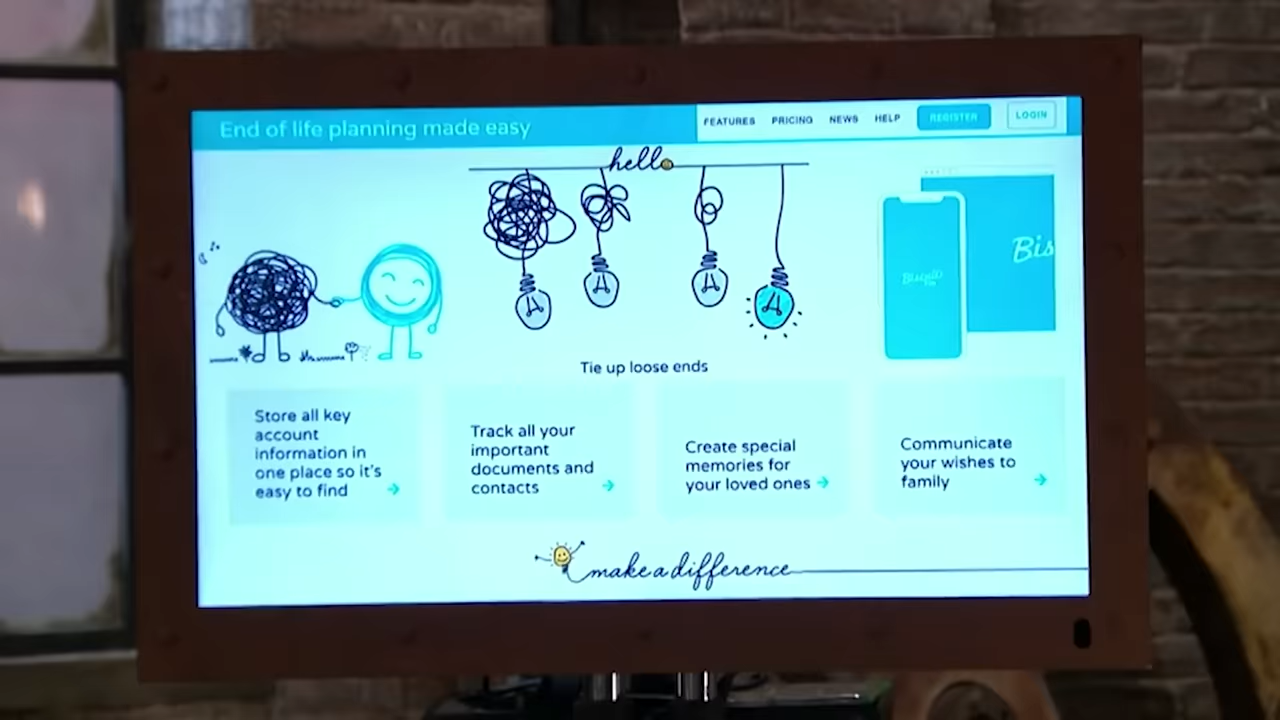 End of life planning made easy
FEATURES PRICING NEWS HELP REGISTER LOGIN
hello
Bis
Tie up loose ends
Store all key
account
information in
one place so it's
easy to find
Track all your
important
documents and
contacts
Create special
memories for
your loved ones
Communicate
your wishes to
family
make a difference